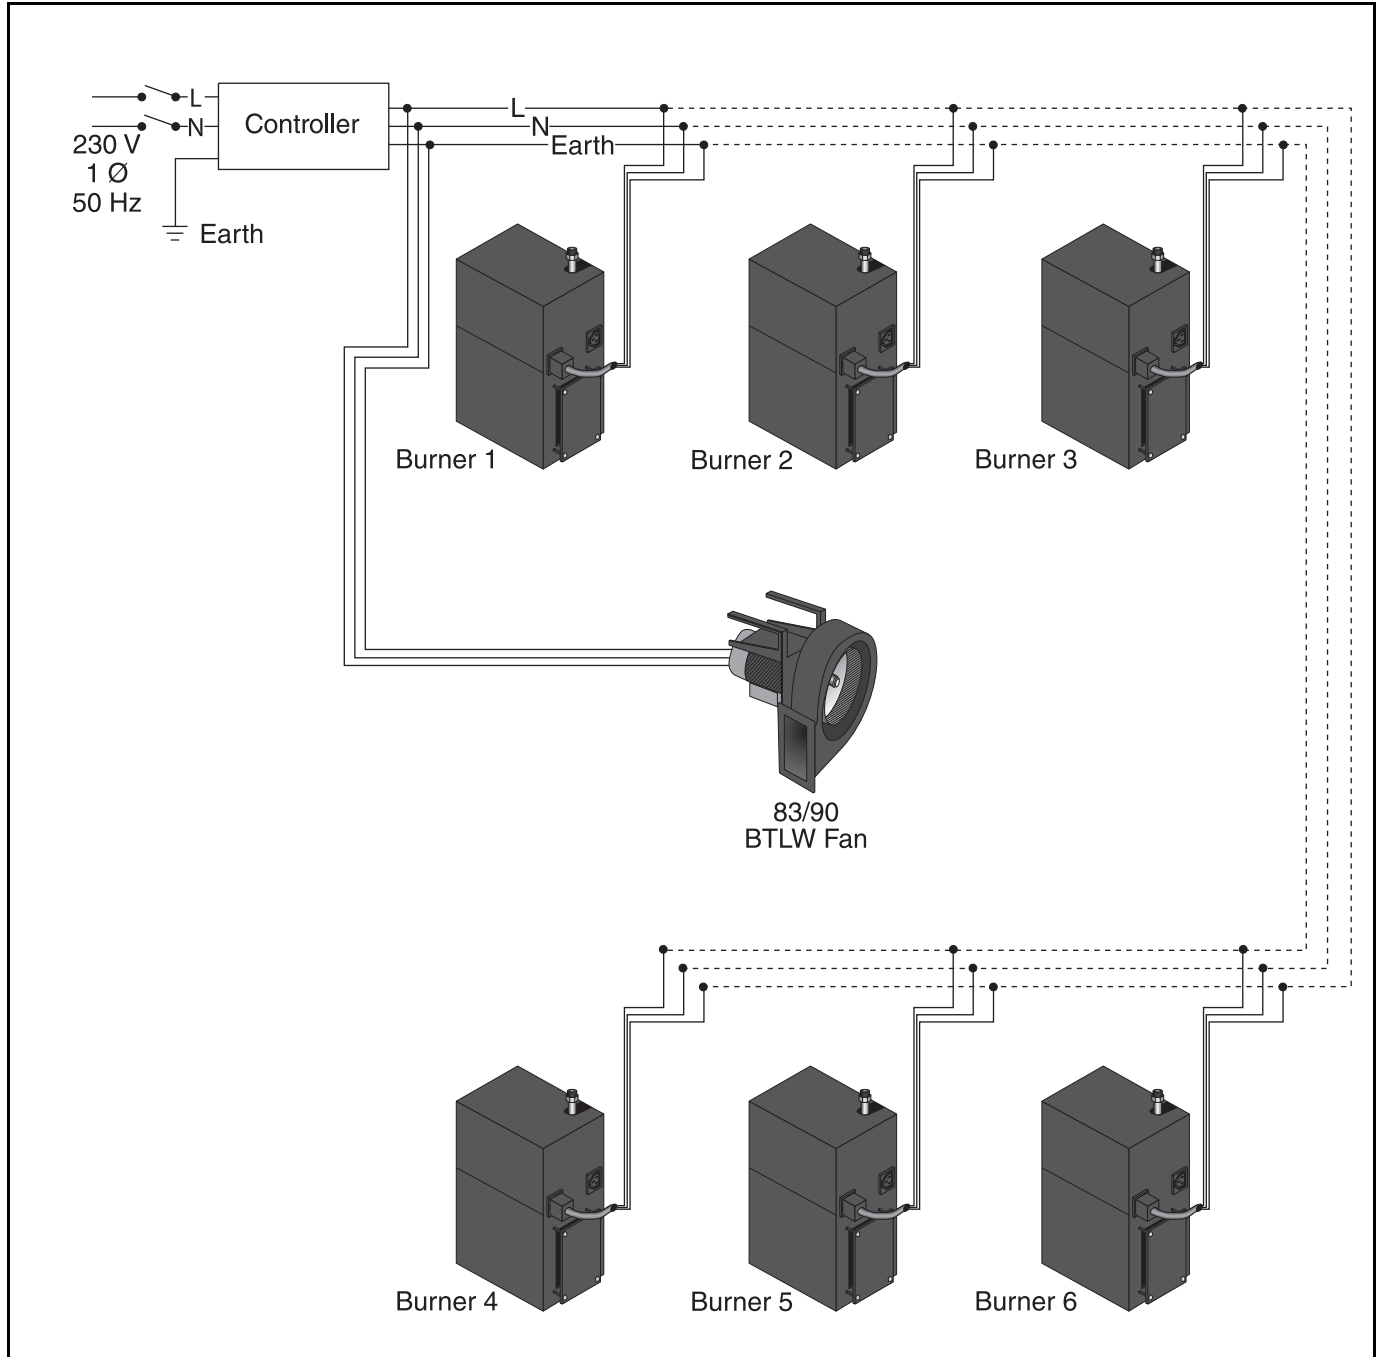 L
N
Controller
230 V
1 Ø
50 Hz
Earth
L
N
Earth
Burner 1
Burner 2
Burner 3
83/90
BTLW Fan
Burner 4
Burner 5
Burner 6